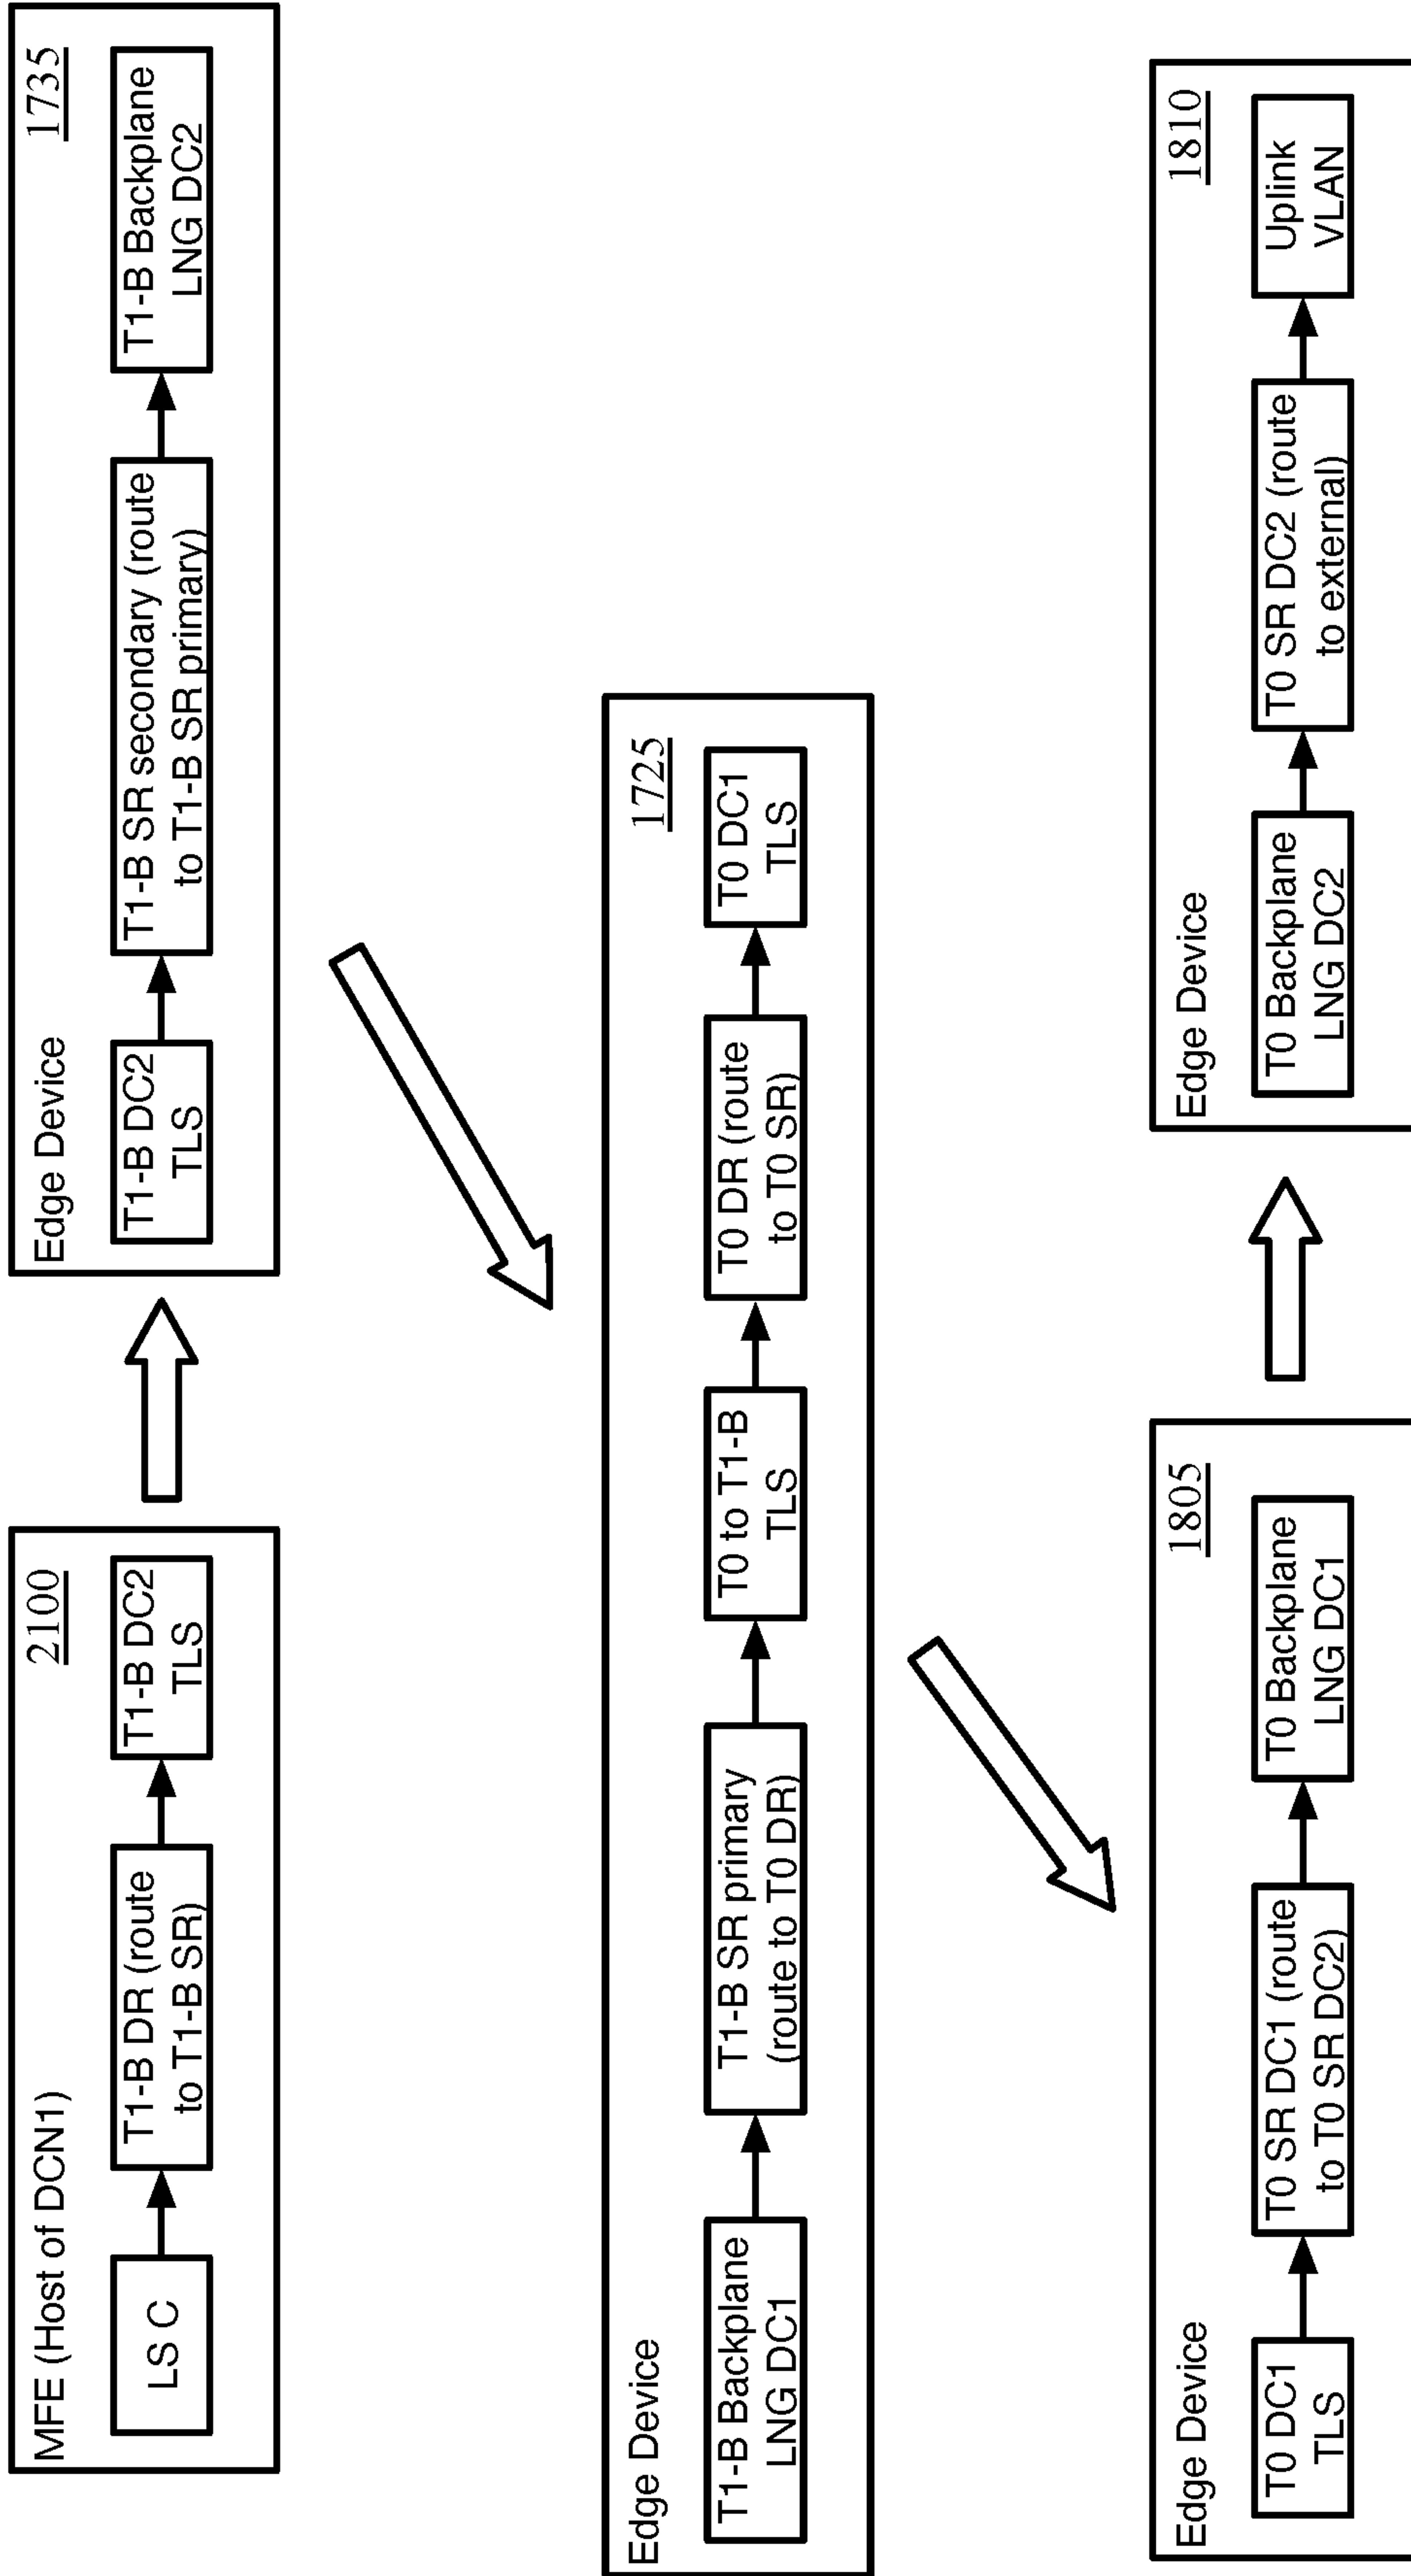 MFE (Host of DCN1)
2100
LS C
T1-B DR (route
to T1-B SR)
T1-B DC2
TLS
Edge Device
1735
T1-B DC2
TLS
T1-B SR secondary (route
to T1-B SR primary)
T1-B Backplane
LNG DC2
Edge Device
1725
T1-B Backplane
LNG DC1
T1-B SR primary
(route to T0 DR)
T0 to T1-B
TLS
T0 DR (route
to T0 SR)
T0 DC1
TLS
Edge Device
1805
T0 DC1
TLS
T0 SR DC1 (route
to T0 SR DC2)
T0 Backplane
LNG DC1
Edge Device
1810
T0 Backplane
LNG DC2
T0 SR DC2 (route
to external)
Uplink
VLAN